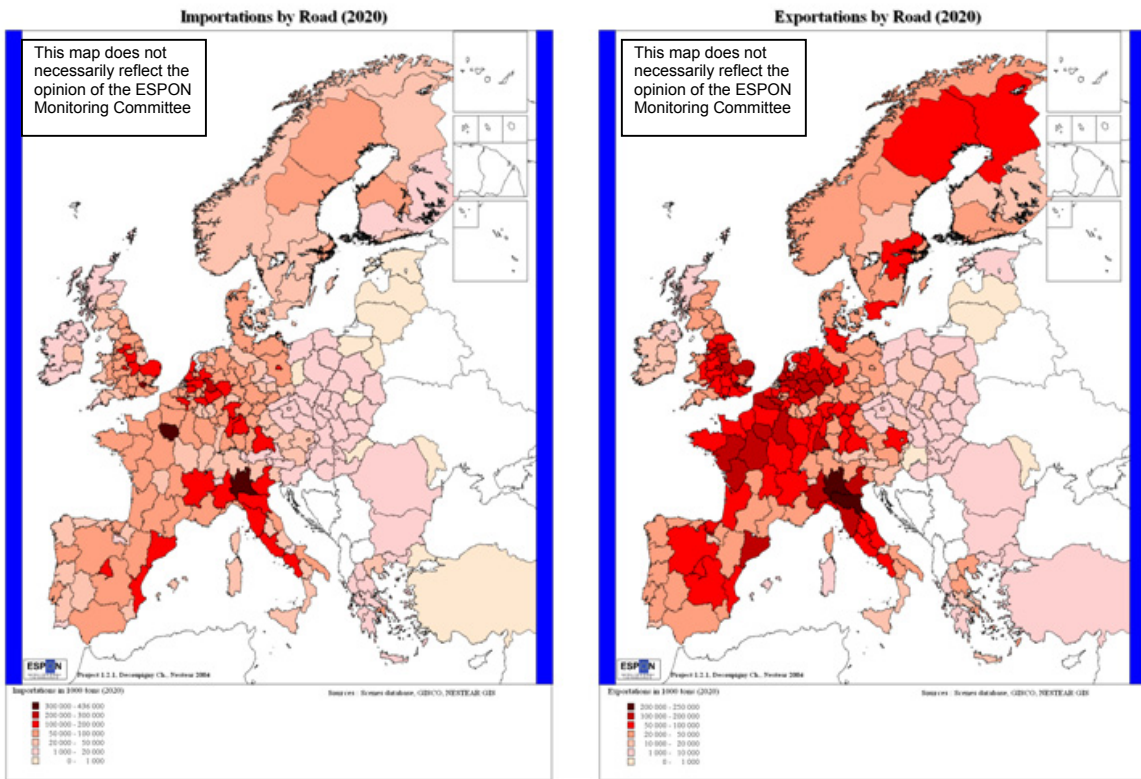 Importations by Road (2020)
This map does not
necessarily reflect the
opinion of the ESPON
Monitoring Committee
ESPON
Project 1.2.1, Decoupigny Ch., Nestear 2004
Importations in 1000 tons (2020)
Sources : Scenes database, GISCO, NESTEAR GIS
300 000 - 436 000
200 000 - 300 000
100 000 - 200 000
50 000 - 100 000
20 000 - 50 000
1 000 - 20 000
0 - 1 000
Exportations by Road (2020)
This map does not
necessarily reflect the
opinion of the ESPON
Monitoring Committee
ESPON
Project 1.2.1, Decoupigny Ch., Nestear 2004
Exportations in 1000 tons (2020)
Sources : Scenes database, GISCO, NESTEAR GIS
200 000 - 250 000
100 000 - 200 000
50 000 - 100 000
20 000 - 50 000
10 000 - 20 000
1 000 - 10 000
0 - 1 000